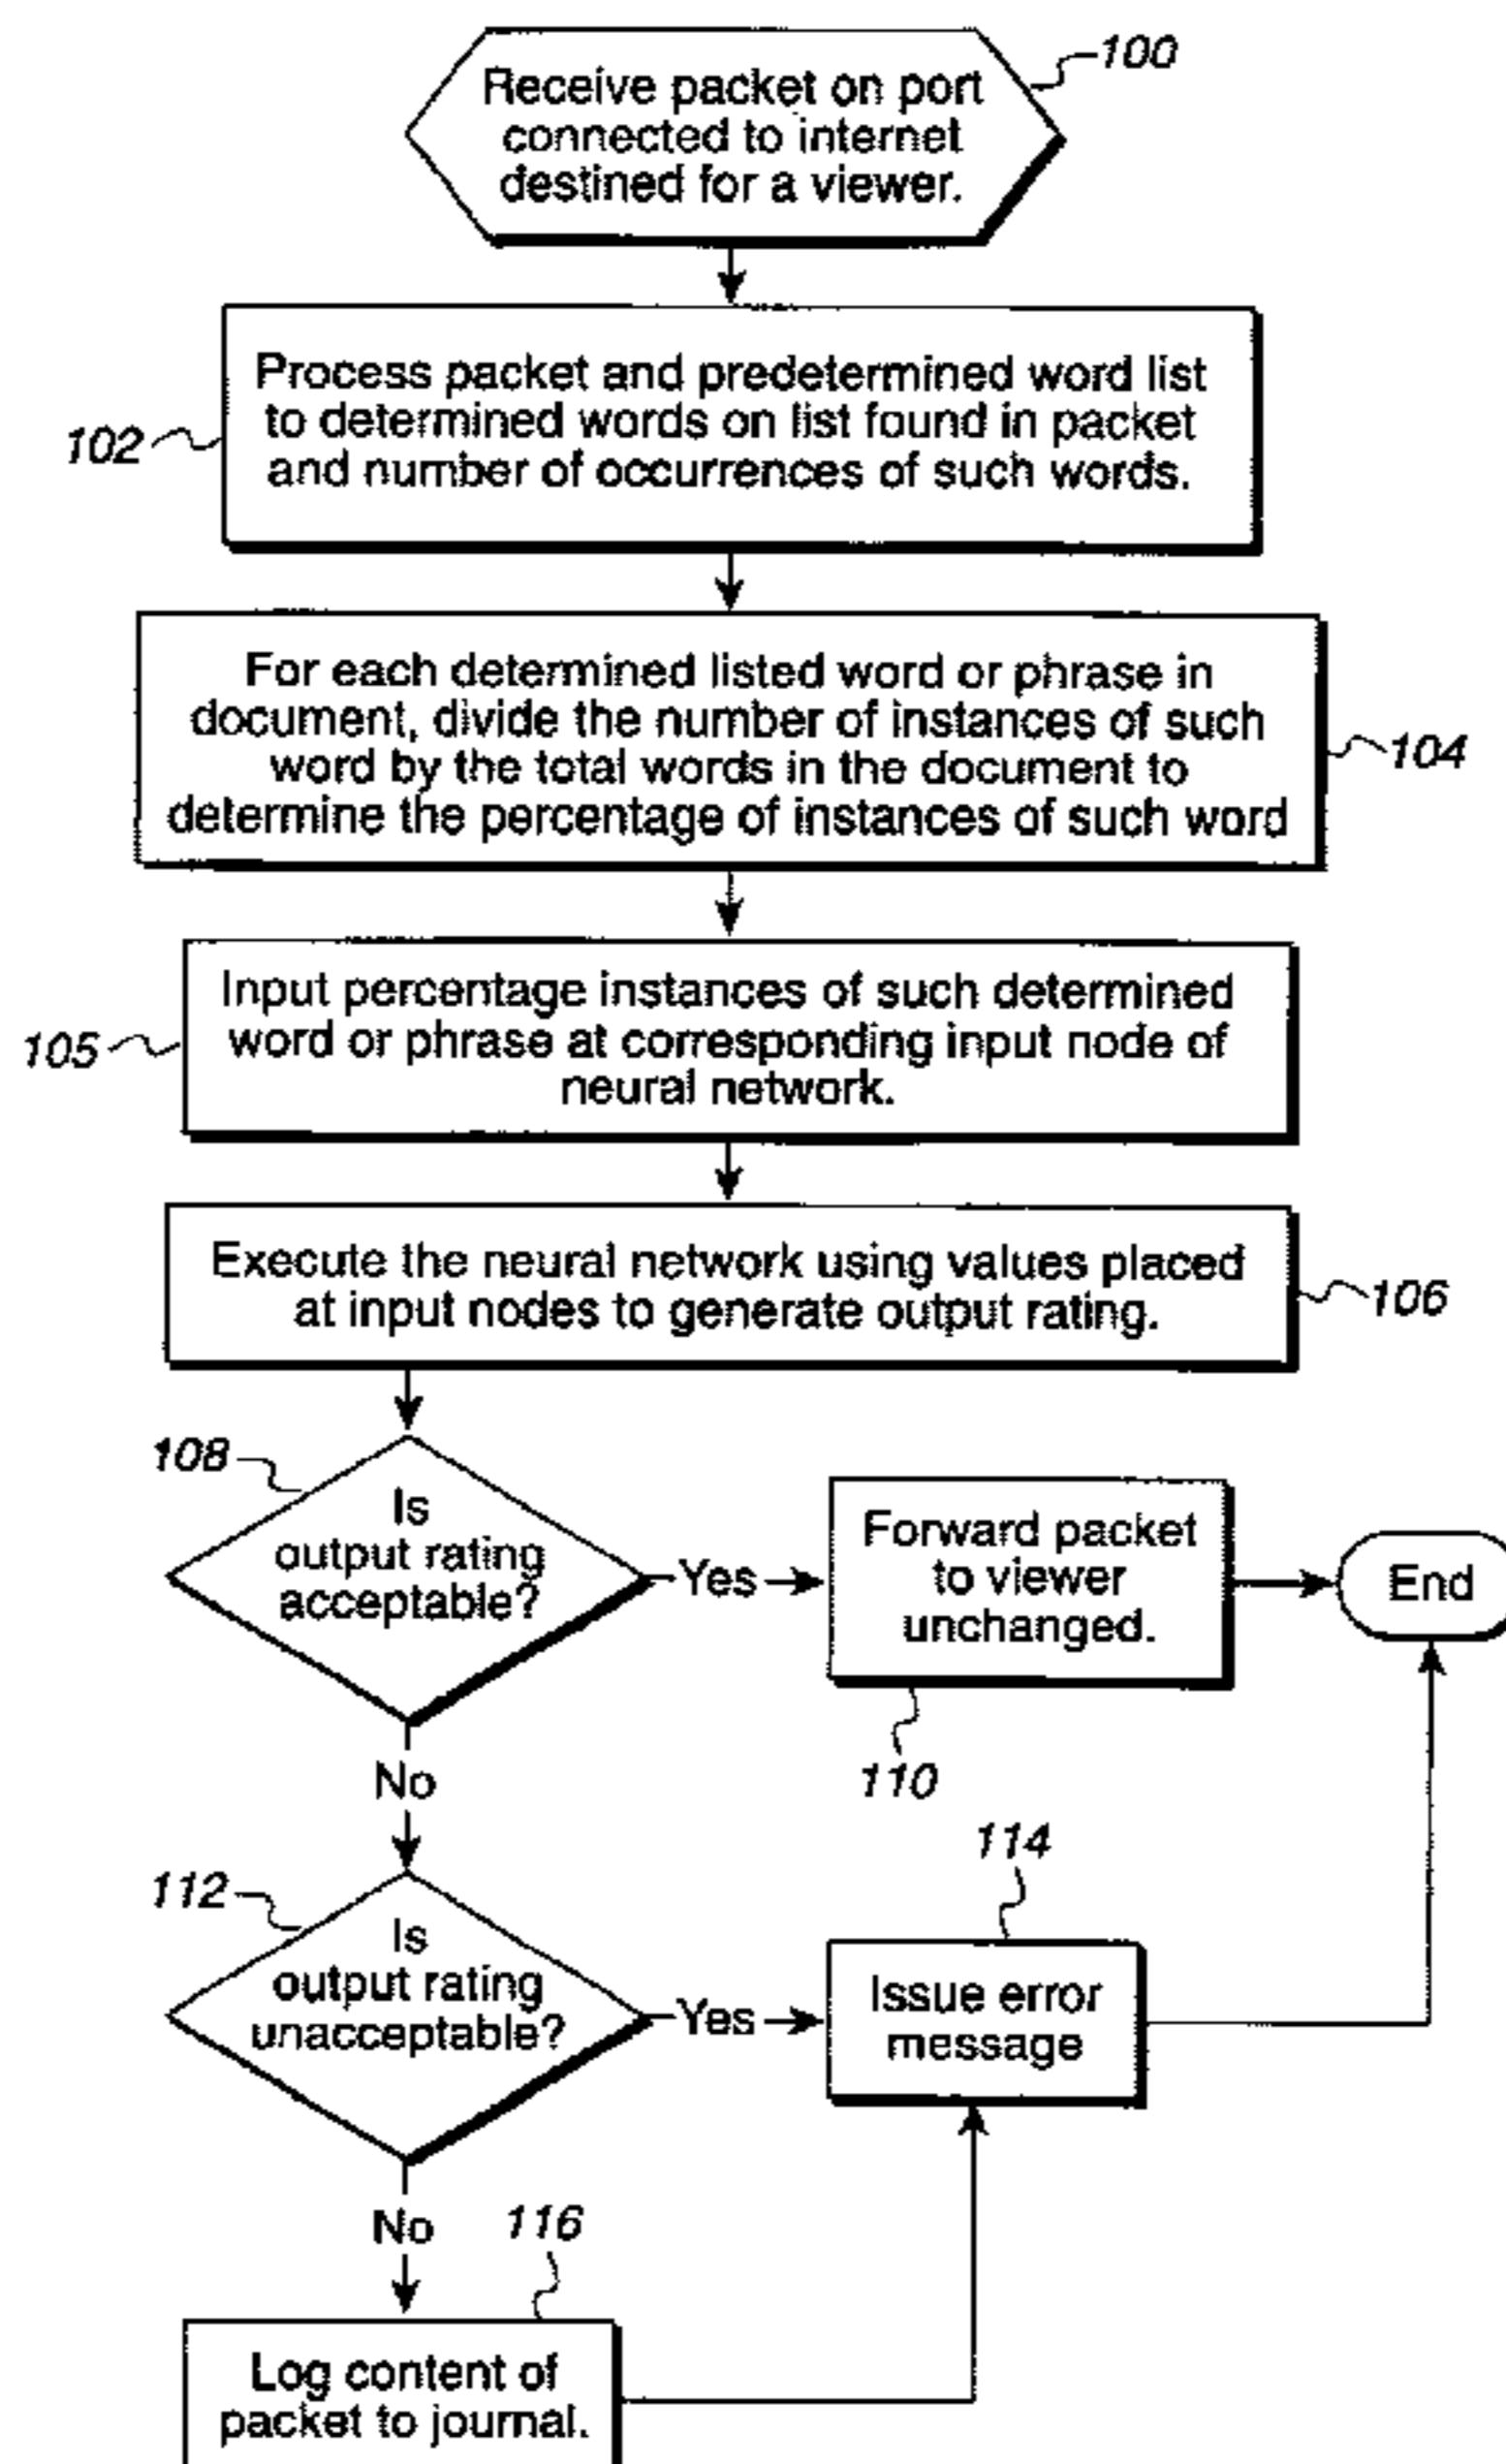 100
Receive packet on port
connected to internet
destined for a viewer.
102
Process packet and predetermined word list
to determined words on list found in packet
and number of occurrences of such words.
For each determined listed word or phrase in
document, divide the number of instances of such
word by the total words in the document to
determine the percentage of instances of such word
104
105
Input percentage instances of such determined
word or phrase at corresponding input node of
neural network.
Execute the neural network using values placed
at input nodes to generate output rating.
106
108
Is
output rating
acceptable?
Yes
Forward packet
to viewer
unchanged.
End
110
No
114
112
Is
output rating
unacceptable?
Yes
Issue error
message
No
116
Log content of
packet to journal.